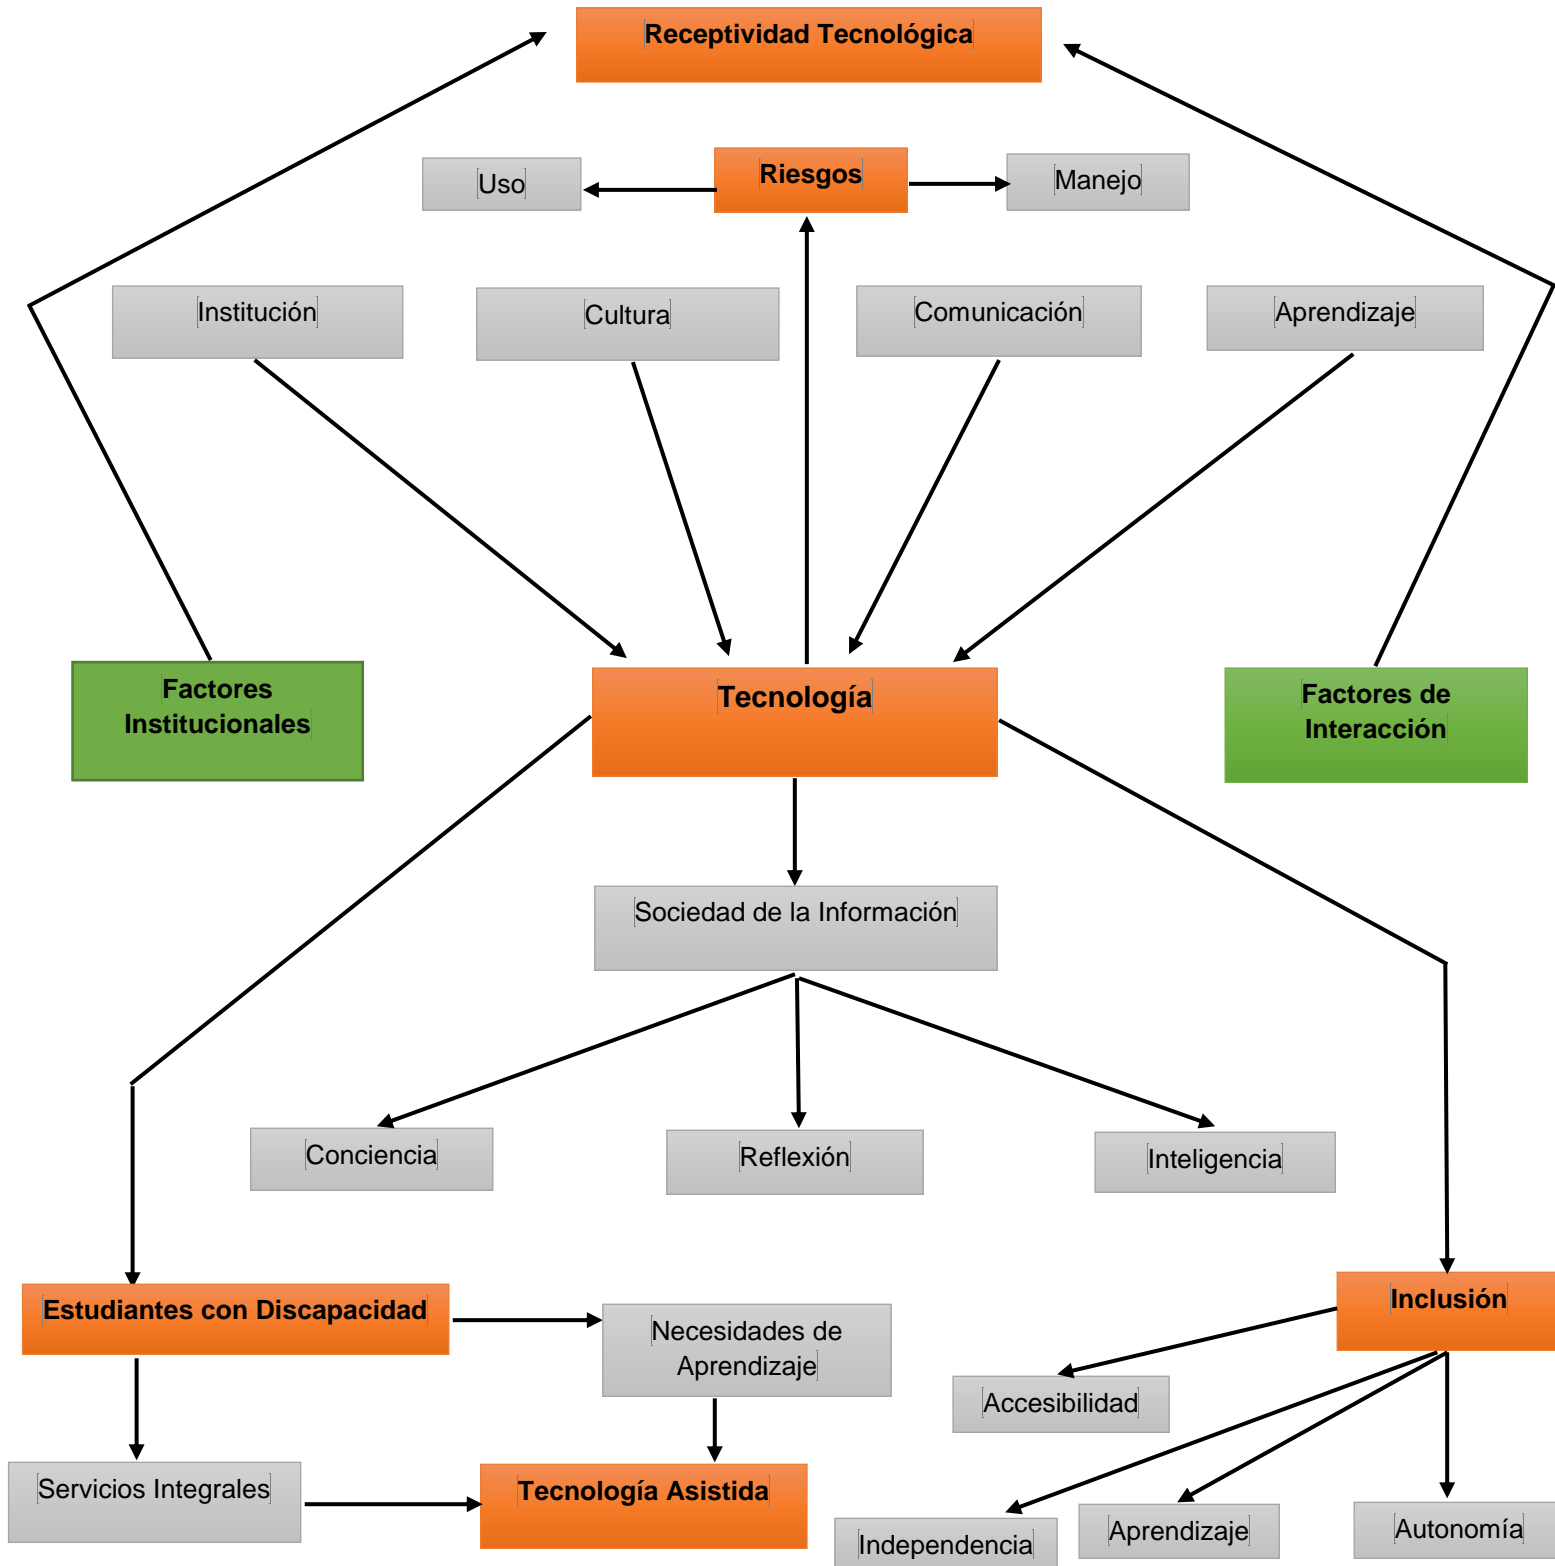 Receptividad Tecnológica
Uso
Riesgos
Manejo
Institución
Cultura
Comunicación
Aprendizaje
Factores
Institucionales
Tecnología
Factores de
Interacción
Sociedad de la Información
Conciencia
Reflexión
Inteligencia
Estudiantes con Discapacidad
Necesidades de
Aprendizaje
Inclusión
Accesibilidad
Servicios Integrales
Tecnología Asistida
Independencia
Aprendizaje
Autonomía